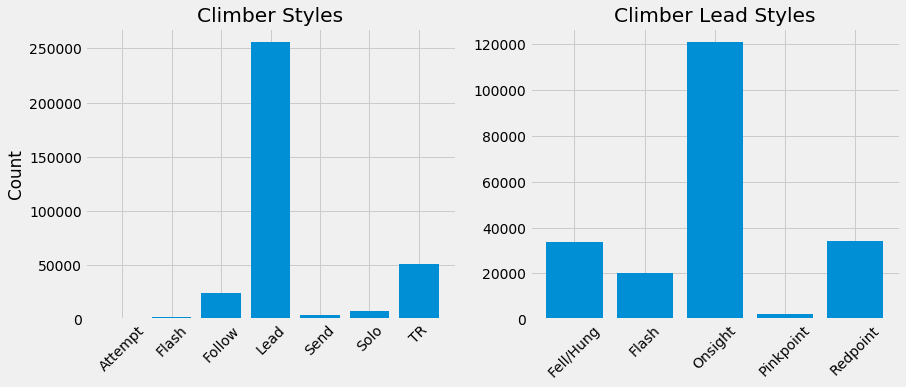 Climber Styles
Count
250000
200000
150000
100000
50000
0
Attempt
Flash
Follow
Lead
Send
Solo
TR
Climber Lead Styles
120000
100000
80000
60000
40000
20000
0
Fell/Hung
Flash
Onsight
Pinkpoint
Redpoint